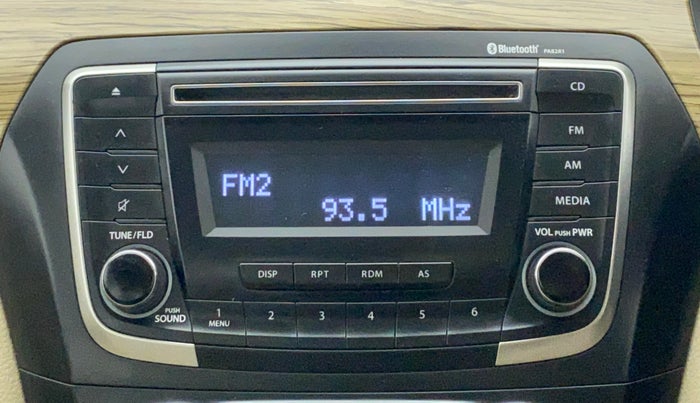 Bluetooth®
PA82R1
CD
FM
AM
MEDIA
FM2
93.5 MHz
TUNE/FLD
VOL PUSH PWR
DISP RPT RDM AS
PUSH
SOUND
1 2 3 4 5 6
MENU